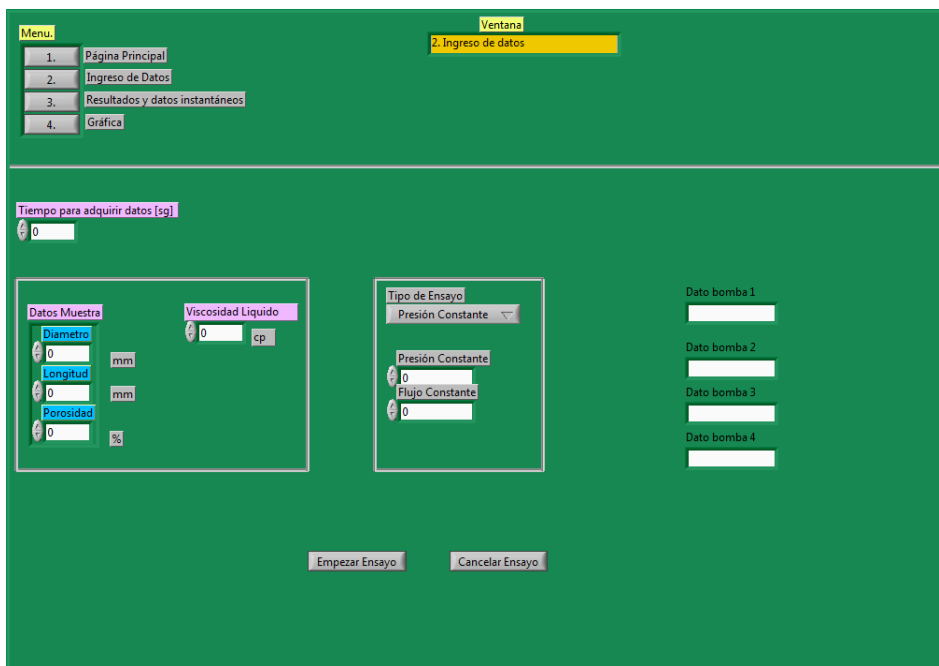 Menu.
1. Página Principal
2. Ingreso de Datos
3. Resultados y datos instantáneos
4. Gráfica
Ventana
2. Ingreso de datos
Tiempo para adquirir datos [sg]
0
Datos Muestra
Diametro
0 mm
Longitud
0 mm
Porosidad
0 %
Viscosidad Liquido
0 cp
Tipo de Ensayo
Presión Constante
Presión Constante
0
Flujo Constante
0
Dato bomba 1
Dato bomba 2
Dato bomba 3
Dato bomba 4
Empezar Ensayo
Cancelar Ensayo